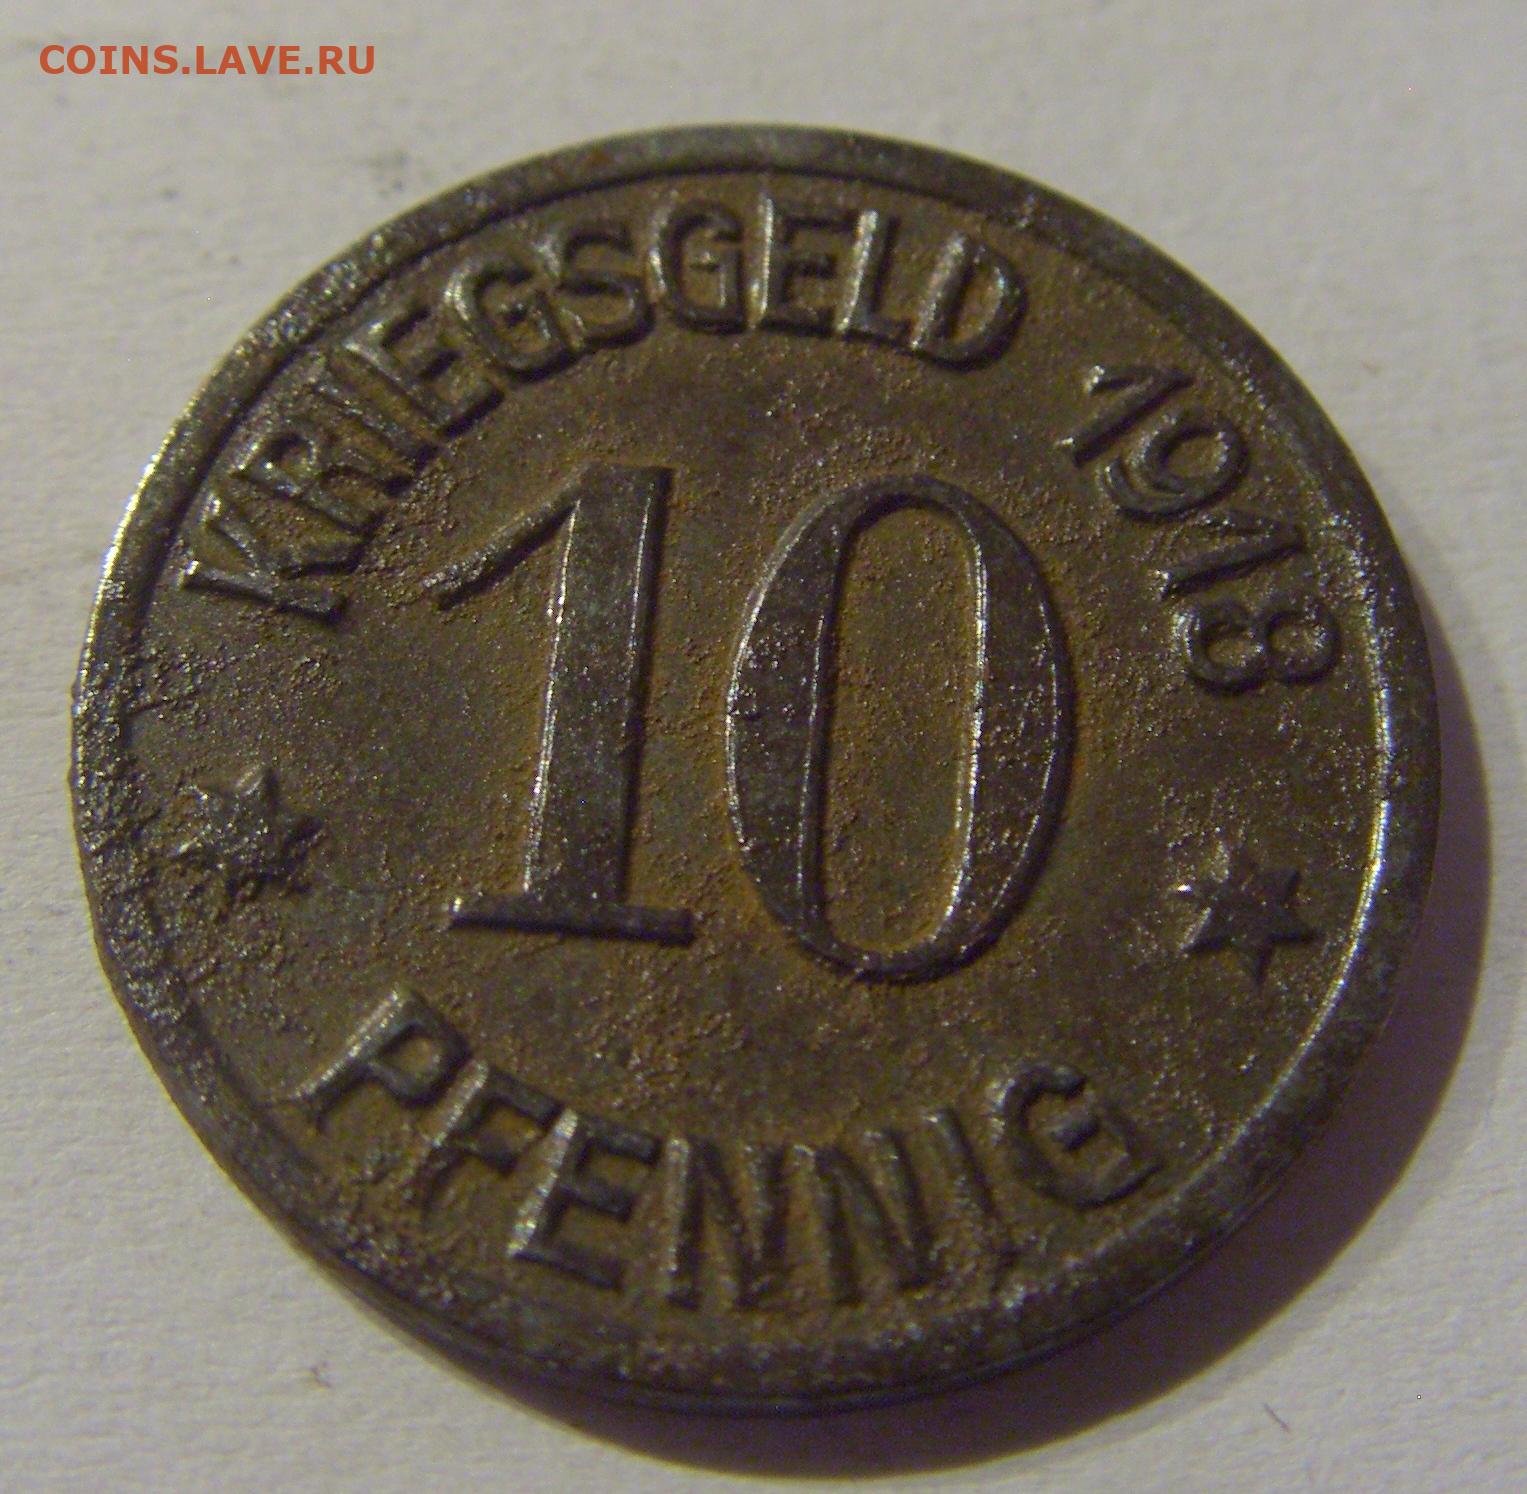 COINS.LAVE.RU
KRIEGSGELD 1918
10
PFENNIG